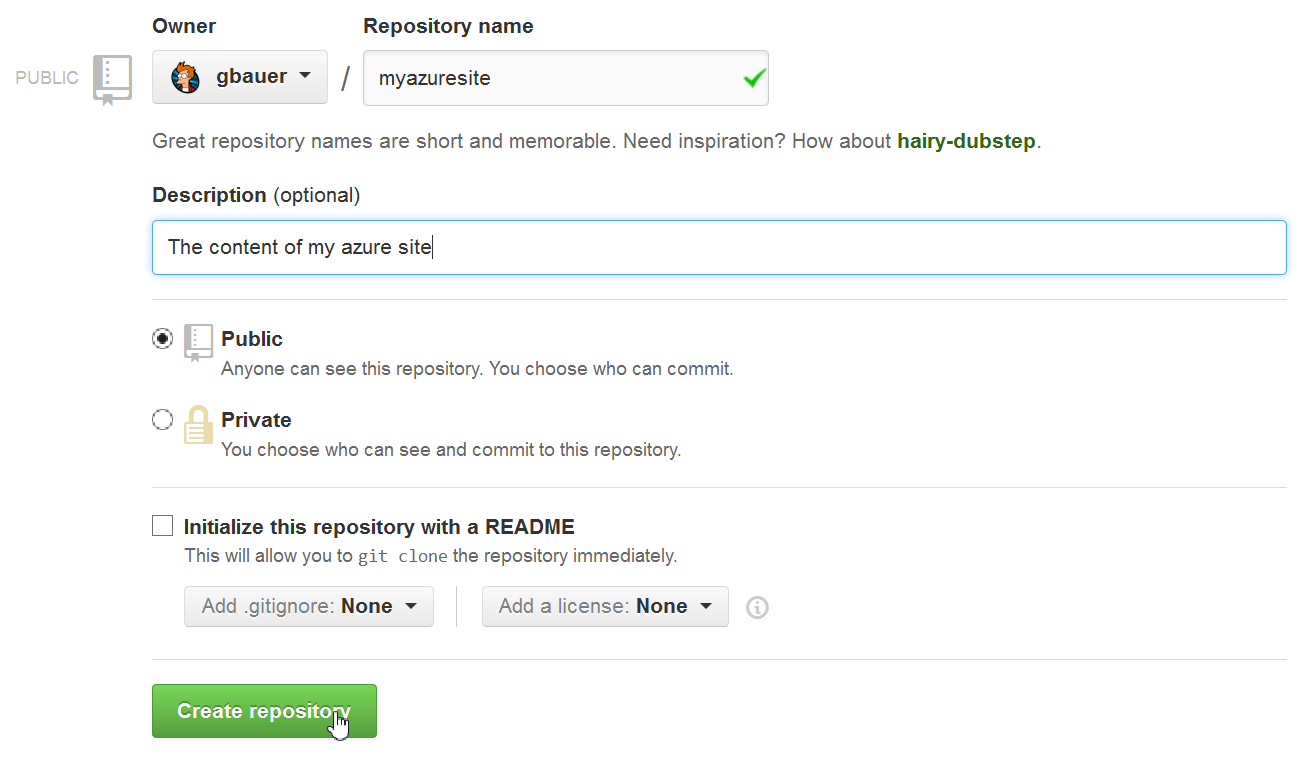 Owner Repository name
PUBLIC gbauer / myazuresite
Great repository names are short and memorable. Need inspiration? How about hairy-dubstep.
Description (optional)
The content of my azure site
Public
Anyone can see this repository. You choose who can commit.
Private
You choose who can see and commit to this repository.
Initialize this repository with a README
This will allow you to git clone the repository immediately.
Add .gitignore: None Add a license: None
Create repository